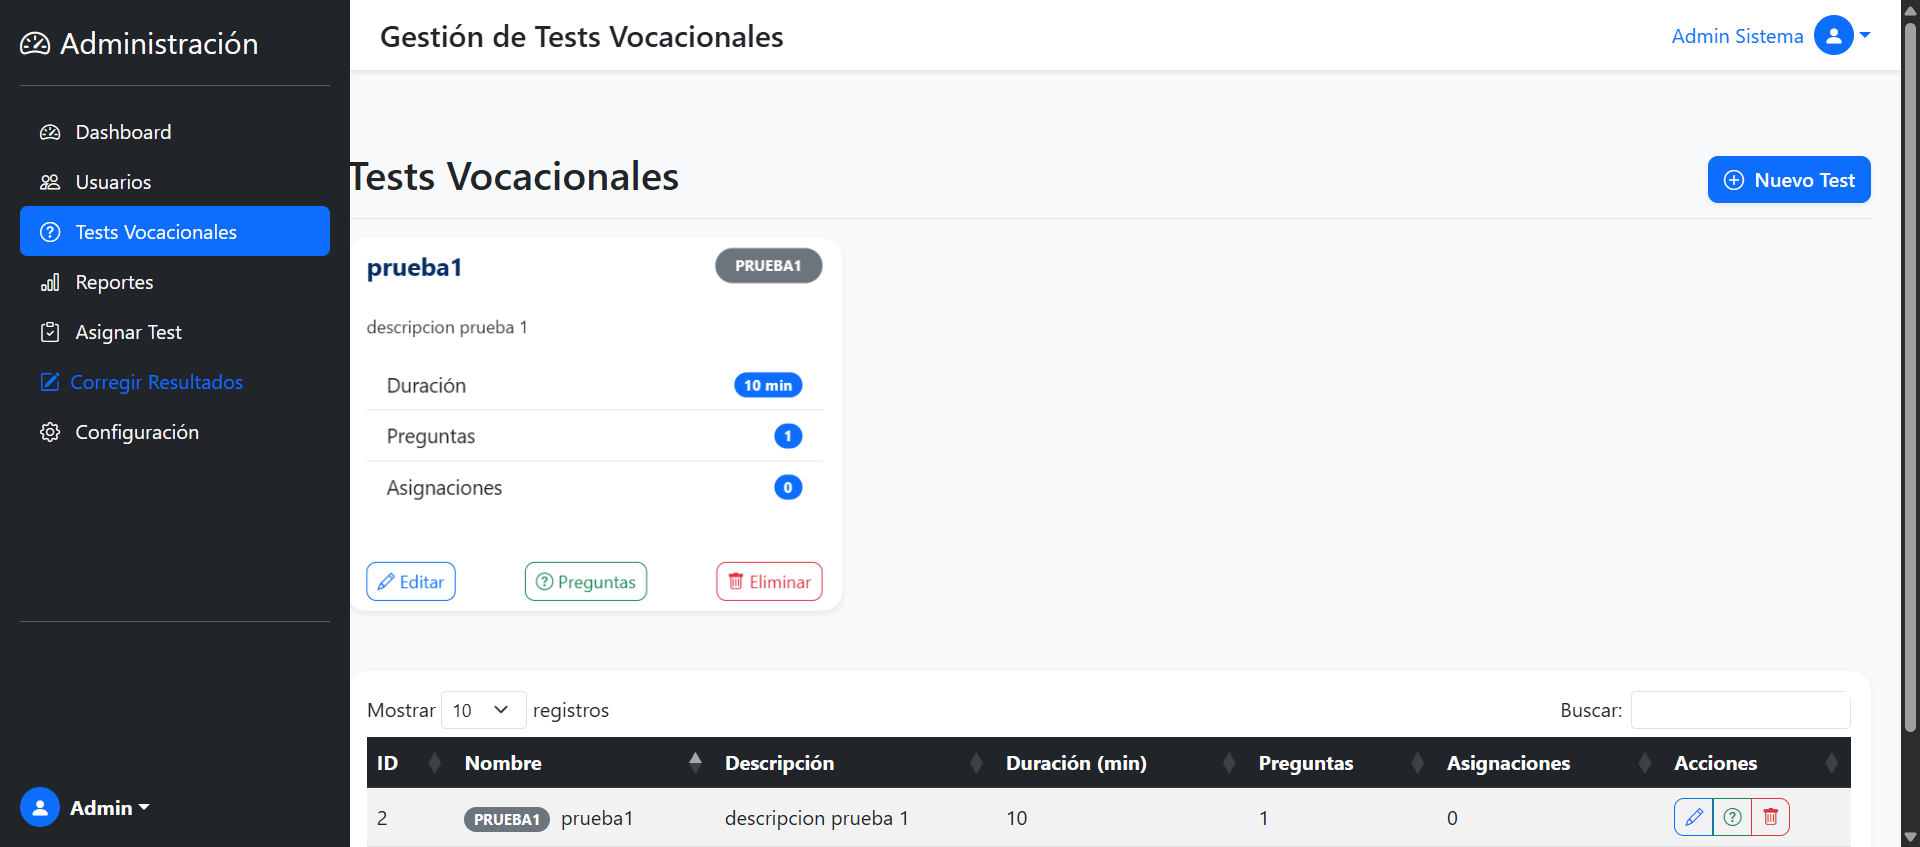 Administración
Dashboard
Usuarios
Tests Vocacionales
Reportes
Asignar Test
Corregir Resultados
Configuración
Admin
Gestión de Tests Vocacionales
Admin Sistema
Tests Vocacionales
Nuevo Test
prueba1
PRUEBA1
descripcion prueba 1
Duración
10 min
Preguntas
1
Asignaciones
0
Editar
Preguntas
Eliminar
Mostrar 10 registros
Buscar:
ID Nombre Descripción Duración (min) Preguntas Asignaciones Acciones
2 PRUEBA1 prueba1 descripcion prueba 1 10 1 0